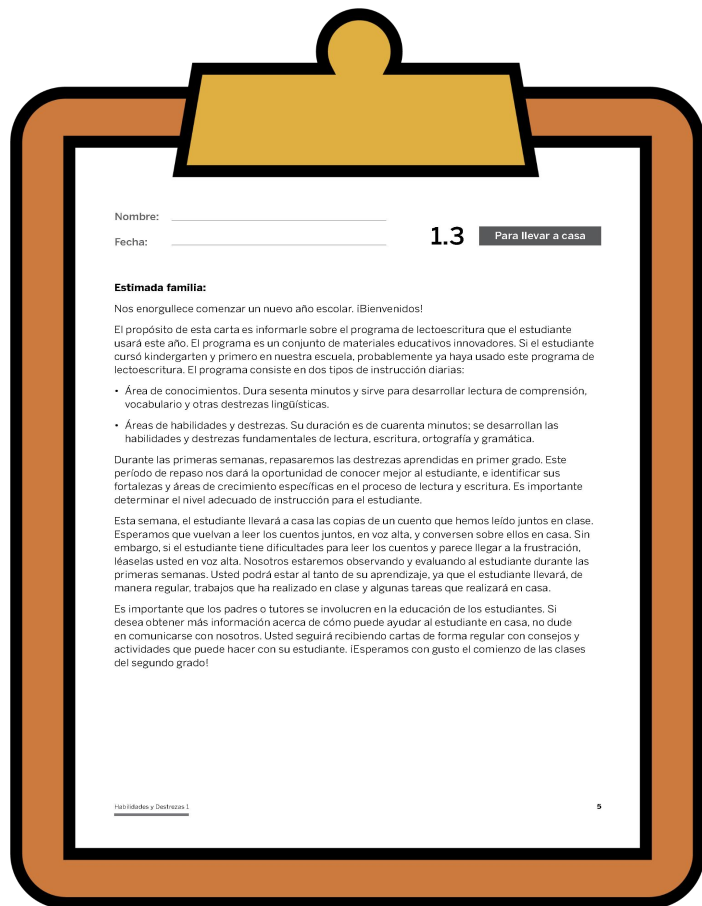 Nombre:
Fecha:
1.3 Para llevar a casa
Estimada familia:
Nos enorgullece comenzar un nuevo año escolar. ¡Bienvenidos!
El propósito de esta carta es informarle sobre el programa de lectoescritura que el estudiante
usará este año. El programa es un conjunto de materiales educativos innovadores. Si el estudiante
cursó kindergarten y primero en nuestra escuela, probablemente ya haya usado este programa de
lectoescritura. El programa consiste en dos tipos de instrucción diarias:
• Área de conocimientos. Dura sesenta minutos y sirve para desarrollar lectura de comprensión,
vocabulario y otras destrezas lingüísticas.
• Áreas de habilidades y destrezas. Su duración es de cuarenta minutos; se desarrollan las
habilidades y destrezas fundamentales de lectura, escritura, ortografía y gramática.
Durante las primeras semanas, repasaremos las destrezas aprendidas en primer grado. Este
período de repaso nos dará la oportunidad de conocer mejor al estudiante, e identificar sus
fortalezas y áreas de crecimiento específicas en el proceso de lectura y escritura. Es importante
determinar el nivel adecuado de instrucción para el estudiante.
Esta semana, el estudiante llevará a casa las copias de un cuento que hemos leído juntos en clase.
Esperamos que vuelvan a leer los cuentos juntos, en voz alta, y conversen sobre ellos en casa. Sin
embargo, si el estudiante tiene dificultades para leer los cuentos y parece llegar a la frustración,
léaselas usted en voz alta. Nosotros estaremos observando y evaluando al estudiante durante las
primeras semanas. Usted podrá estar al tanto de su aprendizaje, ya que el estudiante llevará, de
manera regular, trabajos que ha realizado en clase y algunas tareas que realizará en casa.
Es importante que los padres o tutores se involucren en la educación de los estudiantes. Si
desea obtener más información acerca de cómo puede ayudar al estudiante en casa, no dude
en comunicarse con nosotros. Usted seguirá recibiendo cartas de forma regular con consejos y
actividades que puede hacer con su estudiante. ¡Esperamos con gusto el comienzo de las clases
del segundo grado!
Habilidades y Destrezas 1
5